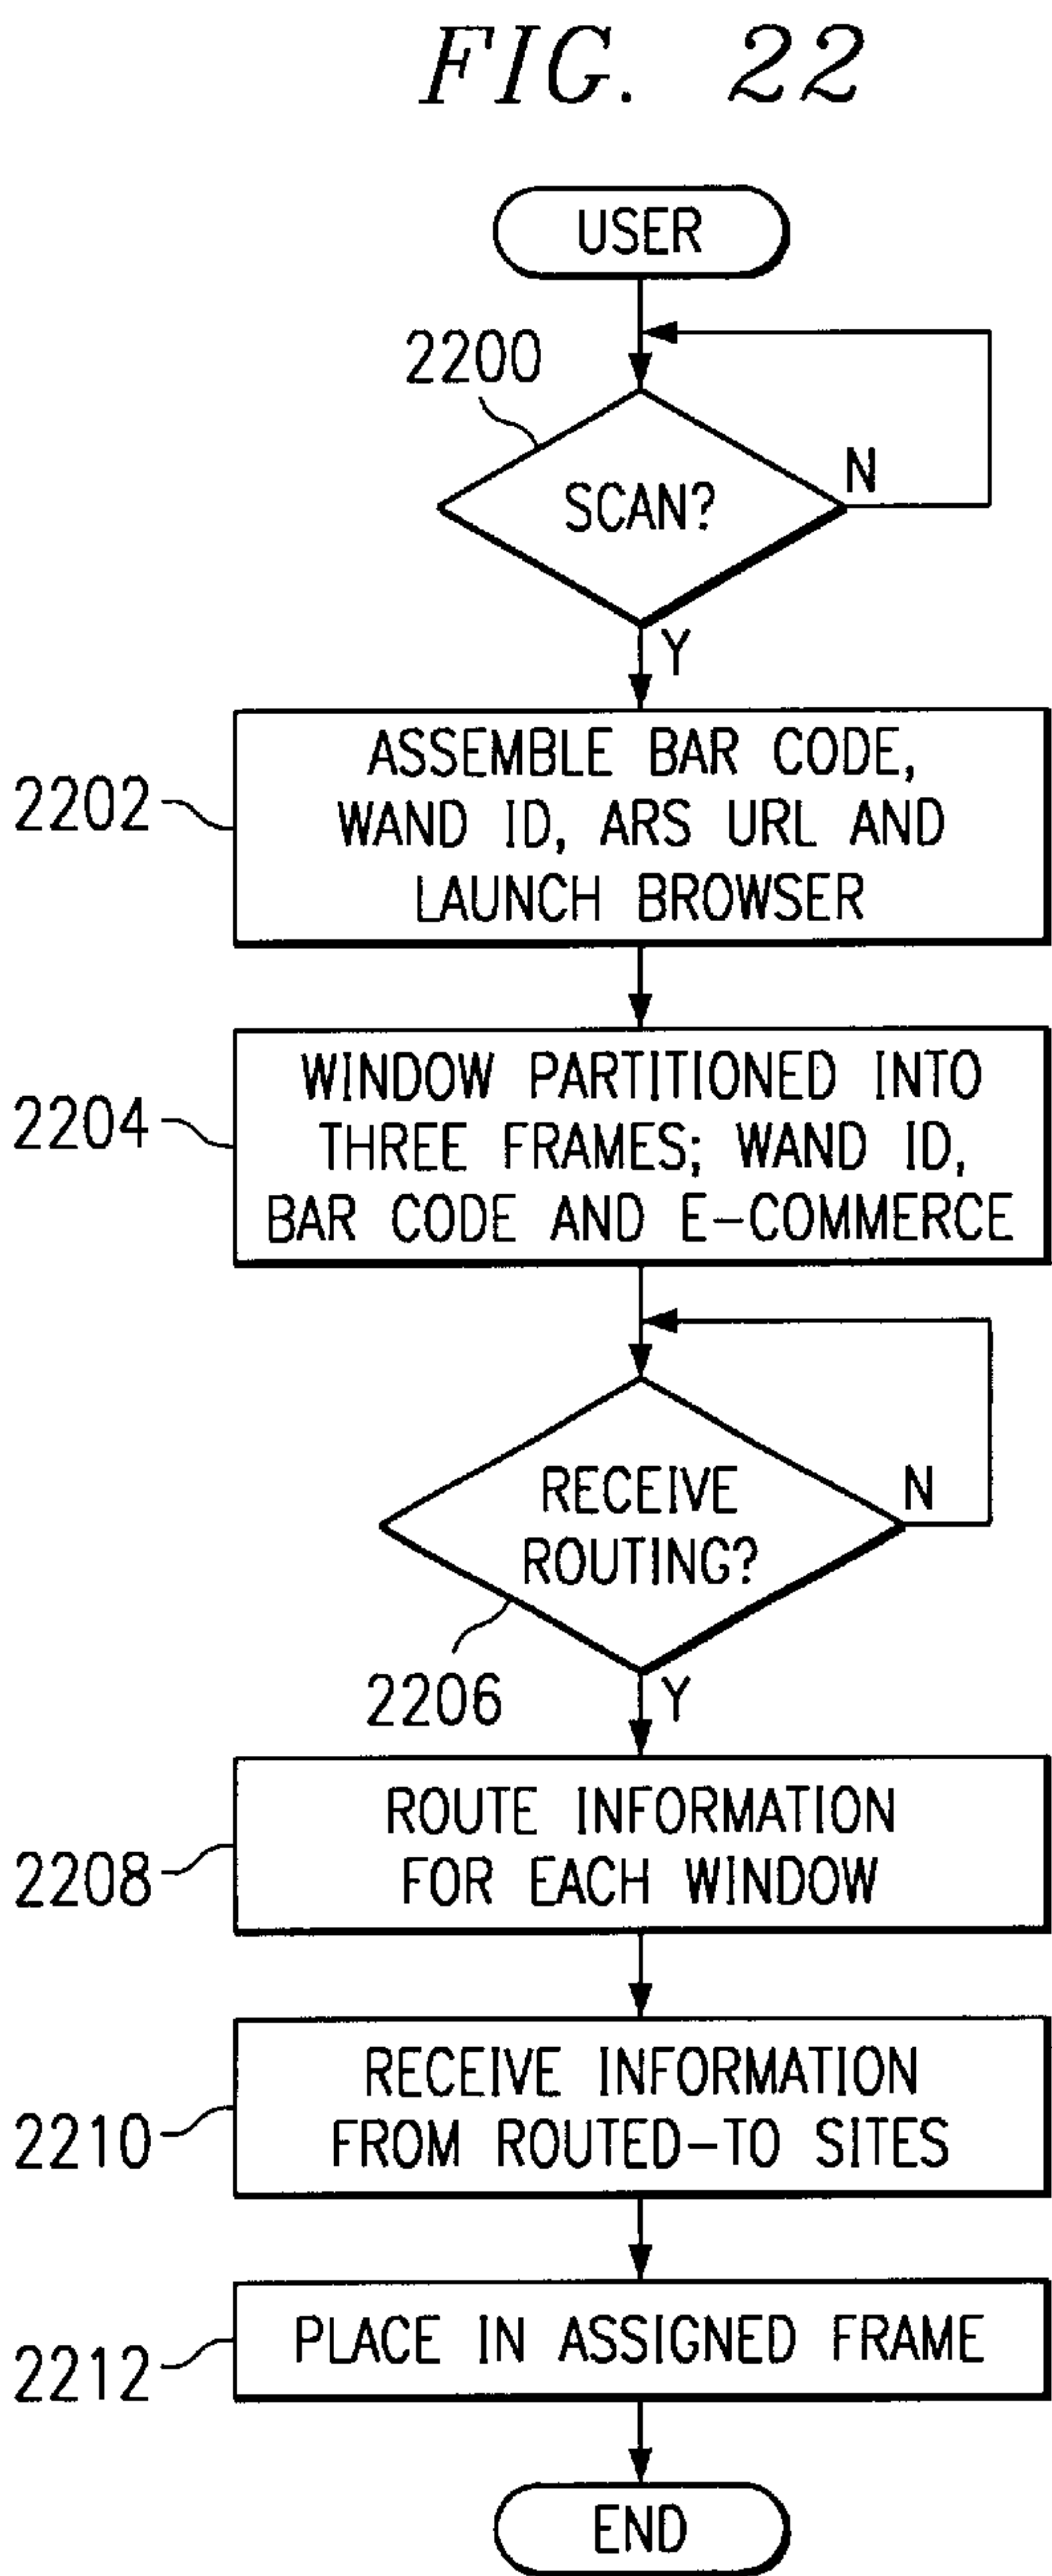 FIG. 22
USER
2200
SCAN?
N
Y
2202
ASSEMBLE BAR CODE,
WAND ID, ARS URL AND
LAUNCH BROWSER
2204
WINDOW PARTITIONED INTO
THREE FRAMES; WAND ID,
BAR CODE AND E-COMMERCE
RECEIVE
ROUTING?
N
2206
Y
2208
ROUTE INFORMATION
FOR EACH WINDOW
2210
RECEIVE INFORMATION
FROM ROUTED-TO SITES
2212
PLACE IN ASSIGNED FRAME
END